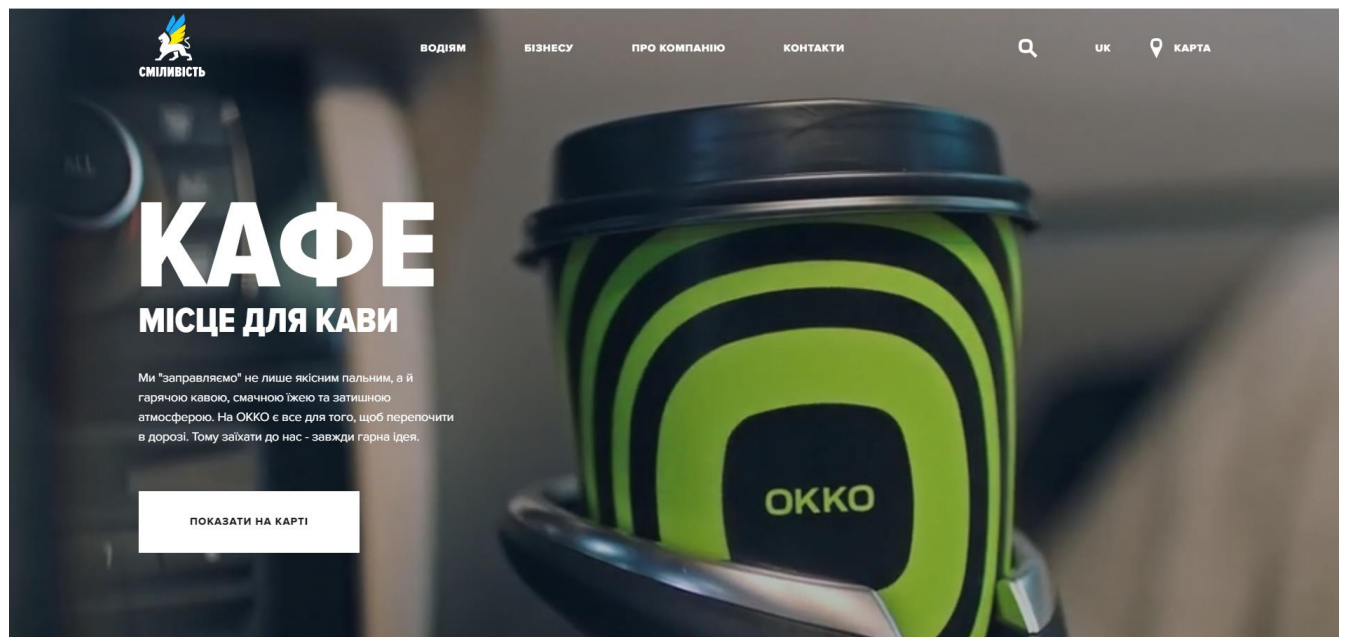 СМІЛИВІСТЬ
ВОДІЯМ
БІЗНЕСУ
ПРО КОМПАНІЮ
КОНТАКТИ
UK
КАРТА
ALL
КАФЕ
МІСЦЕ ДЛЯ КАВИ
Ми "заправляємо" не лише якісним пальним, а й
гарячою кавою, смачною їжею та затишною
атмосферою. На ОККО є все для того, щоб перепочити
в дорозі. Тому заїхати до нас - завжди гарна ідея.
ПОКАЗАТИ НА КАРТІ
OKKO